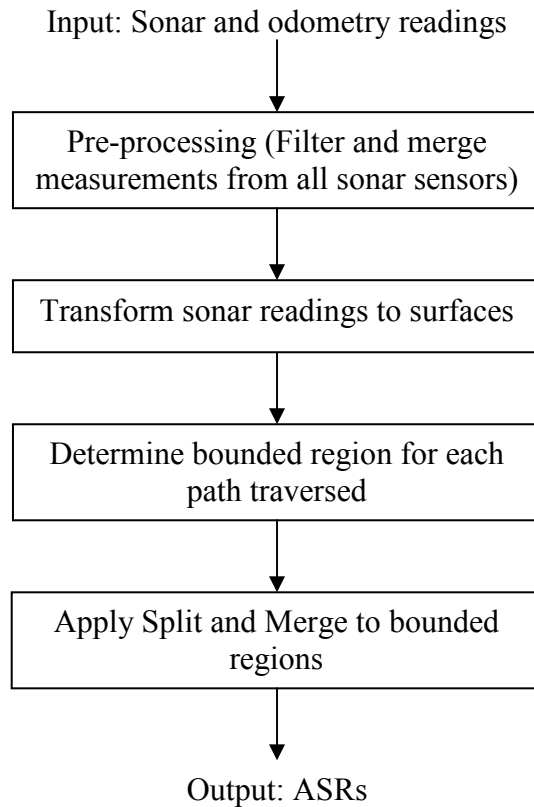 Input: Sonar and odometry readings
Pre-processing (Filter and merge
measurements from all sonar sensors)
Transform sonar readings to surfaces
Determine bounded region for each
path traversed
Apply Split and Merge to bounded
regions
Output: ASRs